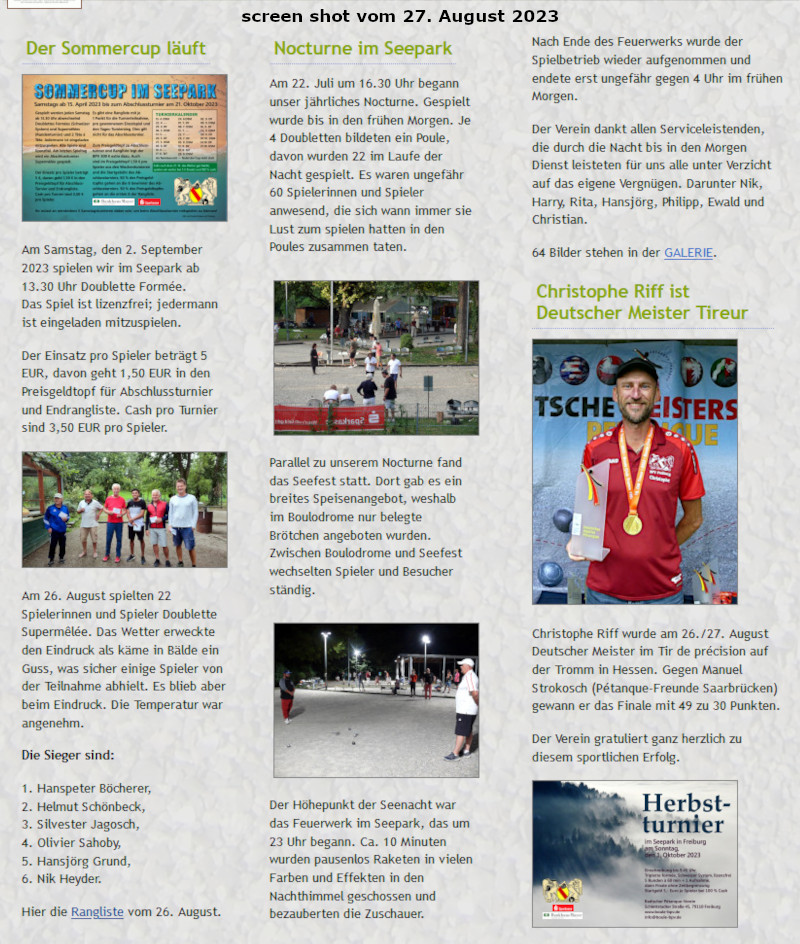 screen shot vom 27. August 2023
Der Sommercup läuft
SOMMERCUP IM SEEPARK
Samstags ab 15. April 2023 bis zum Abschlussturnier am 21. Oktober 2023
TURNIERKALENDER
Am Samstag, den 2. September
2023 spielen wir im Seepark ab
13.30 Uhr Doublette Formée.
Das Spiel ist lizenzfrei; jedermann
ist eingeladen mitzuspielen.
Der Einsatz pro Spieler beträgt 5
EUR, davon geht 1,50 EUR in den
Preisgeldtopf für Abschlussturnier
und Endrangliste. Cash pro Turnier
sind 3,50 EUR pro Spieler.
Am 26. August spielten 22
Spielerinnen und Spieler Doublette
Supermêlée. Das Wetter erweckte
den Eindruck als käme in Bälde ein
Guss, was sicher einige Spieler von
der Teilnahme abhielt. Es blieb aber
beim Eindruck. Die Temperatur war
angenehm.
Die Sieger sind:
1. Hanspeter Böcherer,
2. Helmut Schönbeck,
3. Silvester Jagosch,
4. Olivier Sahoby,
5. Hansjörg Grund,
6. Nik Heyder.
Hier die Rangliste vom 26. August.
Nocturne im Seepark
Am 22. Juli um 16.30 Uhr begann
unser jährliches Nocturne. Gespielt
wurde bis in den frühen Morgen. Je
4 Doubletten bildeten ein Poule,
davon wurden 22 im Laufe der
Nacht gespielt. Es waren ungefähr
60 Spielerinnen und Spieler
anwesend, die sich wann immer sie
Lust zum spielen hatten in den
Poules zusammen taten.
Sparkas
Parallel zu unserem Nocturne fand
das Seefest statt. Dort gab es ein
breites Speisenangebot, weshalb
im Boulodrome nur belegte
Brötchen angeboten wurden.
Zwischen Boulodrome und Seefest
wechselten Spieler und Besucher
ständig.
Der Höhepunkt der Seenacht war
das Feuerwerk im Seepark, das um
23 Uhr begann. Ca. 10 Minuten
wurden pausenlos Raketen in vielen
Farben und Effekten in den
Nachthimmel geschossen und
bezauberten die Zuschauer.
Nach Ende des Feuerwerks wurde der
Spielbetrieb wieder aufgenommen und
endete erst ungefähr gegen 4 Uhr im frühen
Morgen.
Der Verein dankt allen Serviceleistenden,
die durch die Nacht bis in den Morgen
Dienst leisteten für uns alle unter Verzicht
auf das eigene Vergnügen. Darunter Nik,
Harry, Rita, Hansjörg, Philipp, Ewald und
Christian.
64 Bilder stehen in der GALERIE.
Christophe Riff ist
Deutscher Meister Tireur
TSCHE MEISTERS
PETANQUE
Christophe
Christophe Riff wurde am 26./27. August
Deutscher Meister im Tir de précision auf
der Tromm in Hessen. Gegen Manuel
Strokosch (Pétanque-Freunde Saarbrücken)
gewann er das Finale mit 49 zu 30 Punkten.
Der Verein gratuliert ganz herzlich zu
diesem sportlichen Erfolg.
Herbst-
turnier
im Seepark in Freiburg
am Sonntag,